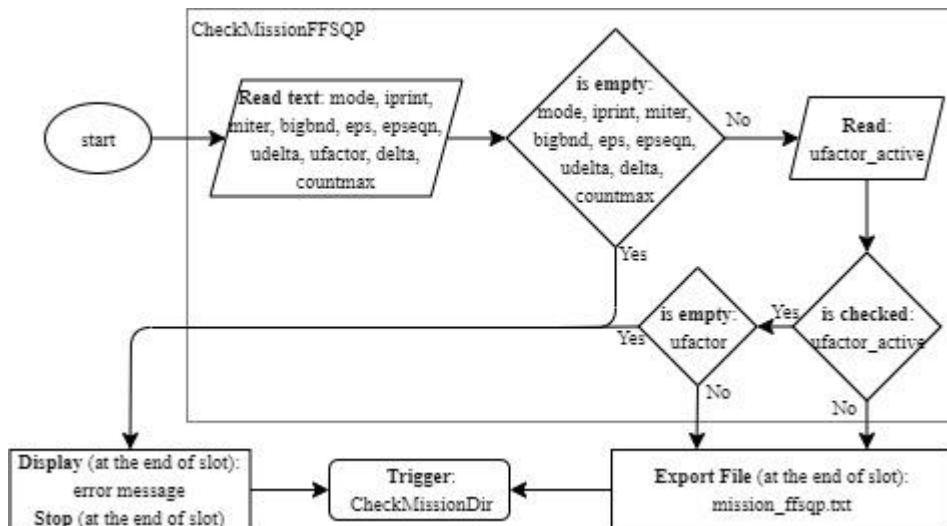 CheckMissionFFSQP
start
Read text: mode, iprint,
miter, bigbnd, eps, epseqn,
udelta, ufactor, delta,
countmax
is empty:
mode, iprint, miter,
bigbnd, eps, epseqn,
udelta, delta,
countmax
No
Read:
ufactor_active
Yes
is empty:
ufactor
Yes
is checked:
ufactor_active
Yes
No
No
Display (at the end of slot):
error message
Stop (at the end of slot)
Trigger:
CheckMissionDir
Export File (at the end of slot):
mission_ffsqp.txt